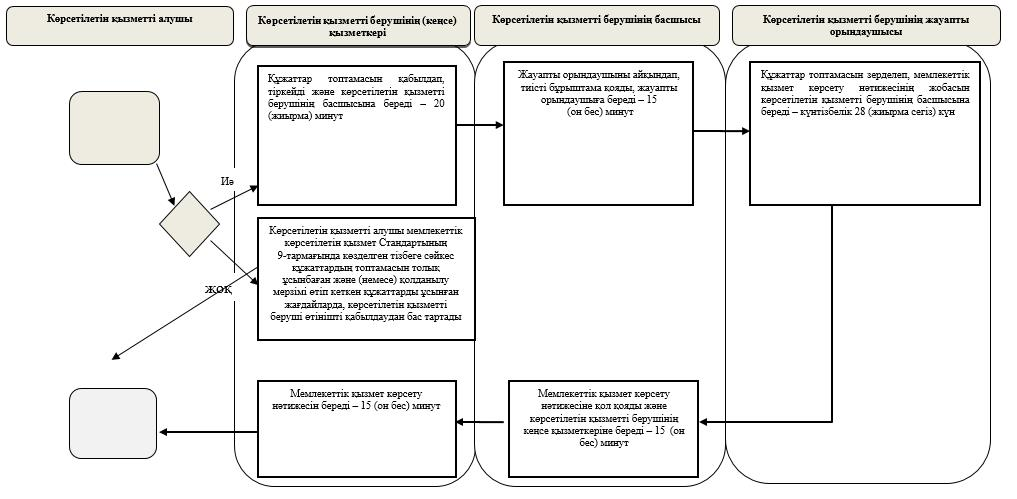 Көрсетілетін қызметті алушы
Көрсетілетін қызметті берушінің (кеңсе)
қызметкері
Көрсетілетін қызметті берушінің басшысы
Көрсетілетін қызметті берушінің жауапты
орындаушысы
Құжаттар топтамасын қабылдап,
тіркейді және көрсетілетін қызметті
берушінің басшысына береді – 20
(жиырма) минут
Жауапты орындаушыны айқындап,
тиісті бұрыштама қояды, жауапты
орындаушыға береді – 15
(он бес) минут
Құжаттар топтамасын зерделеп, мемлекеттік
қызмет көрсету нәтижесінің жобасын
көрсетілетін қызметті берушінің басшысына
береді – күнтізбелік 28 (жиырма сегіз) күн
Иә
Көрсетілетін қызметті алушы мемлекеттік
көрсетілетін қызмет Стандартының
9-тармағында көзделген тізбеге сәйкес
құжаттардың топтамасын толық
ұсынбаған және (немесе) қолданылу
мерзімі өтіп кеткен құжаттарды ұсынған
жағдайларда, көрсетілетін қызметті
беруші өтінішті қабылдаудан бас тартады
жоқ
Мемлекеттік қызмет көрсету
нәтижесін береді – 15 (он бес) минут
Мемлекеттік қызмет көрсету
нәтижесіне қол қояды және
көрсетілетін қызметті берушінің
кеңсе қызметкеріне береді – 15 (он
бес) минут